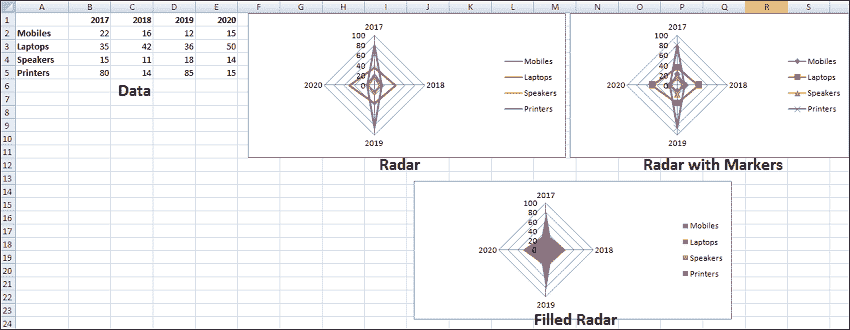 A B C D E F G H I J K L M N O P Q R S
1 2017 2018 2019 2020
2 Mobiles 22 16 12 15
3 Laptops 35 42 36 50
4 Speakers 15 11 18 14
5 Printers 80 14 85 15
6
7
8
9
10
11
12
13
14
15
16
17
18
19
20
21
22
23
24
Data
2017
100
80
60
40
20
0
2020
2018
2019
Mobiles
Laptops
Speakers
Printers
Radar
2017
100
80
60
40
20
0
2020
2018
2019
Mobiles
Laptops
Speakers
Printers
Radar with Markers
2017
100
80
60
40
20
0
2020
2018
2019
Mobiles
Laptops
Speakers
Printers
Filled Radar